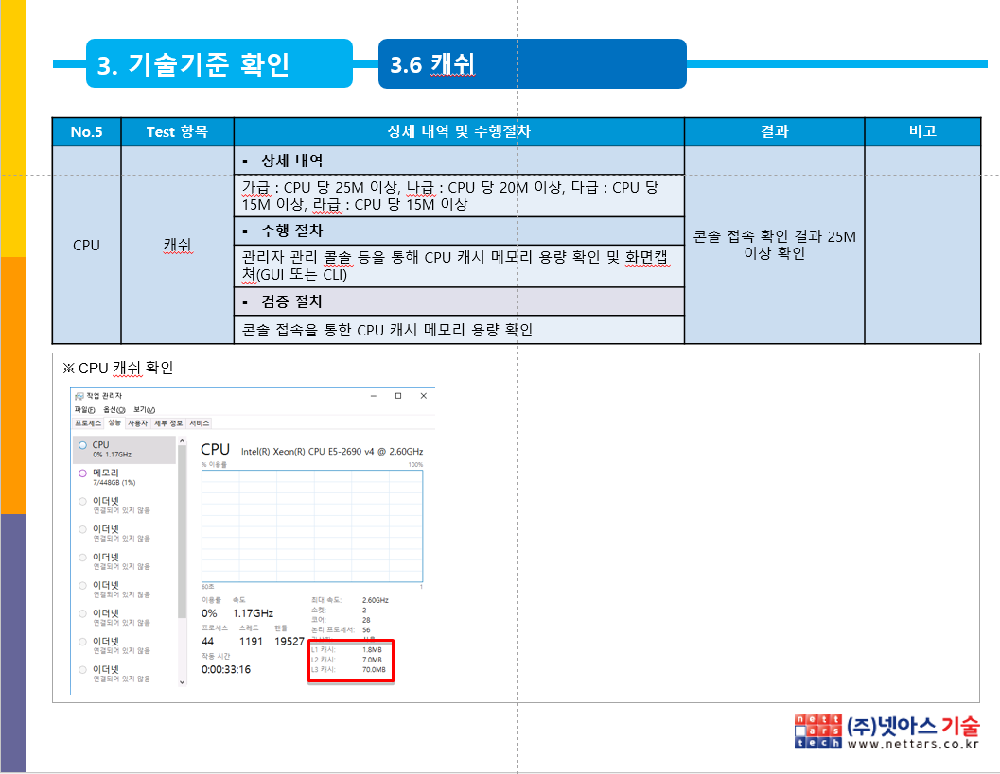 3. 기술기준 확인
3.6 캐쉬
No.5
Test 항목
상세 내역 및 수행절차
결과
비고
CPU
캐쉬
▪ 상세 내역
가급 : CPU 당 25M 이상, 나급 : CPU 당 20M 이상, 다급 : CPU 당
15M 이상, 라급 : CPU 당 15M 이상
▪ 수행 절차
관리자 관리 콜솔 등을 통해 CPU 캐시 메모리 용량 확인 및 화면캡
쳐(GUI 또는 CLI)
▪ 검증 절차
콘솔 접속을 통한 CPU 캐시 메모리 용량 확인
콘솔 접속 확인 결과 25M
이상 확인
※ CPU 캐쉬 확인
작업 관리자
파일(F) 옵션(O) 보기(V)
프로세스 성능 사용자 세부 정보 서비스
CPU
0% 1.17GHz
메모리
7/448GB (1%)
이더넷
연결되어 있지 않음
이더넷
연결되어 있지 않음
이더넷
연결되어 있지 않음
이더넷
연결되어 있지 않음
이더넷
연결되어 있지 않음
이더넷
연결되어 있지 않음
이더넷
연결되어 있지 않음
CPU Intel(R) Xeon(R) CPU E5-2690 v4 @ 2.60GHz
% 이용률 100%
60초 1
이용률 속도
0% 1.17GHz
프로세스 스레드 핸들
44 1191 19527
작동 시간
0:00:33:16
최대 속도: 2.60GHz
소켓: 2
코어: 28
논리 프로세서: 56
L1 캐시: 1.8MB
L2 캐시: 7.0MB
L3 캐시: 70.0MB
nett
ars
tech
(주)넷아스 기술
www.nettars.co.kr